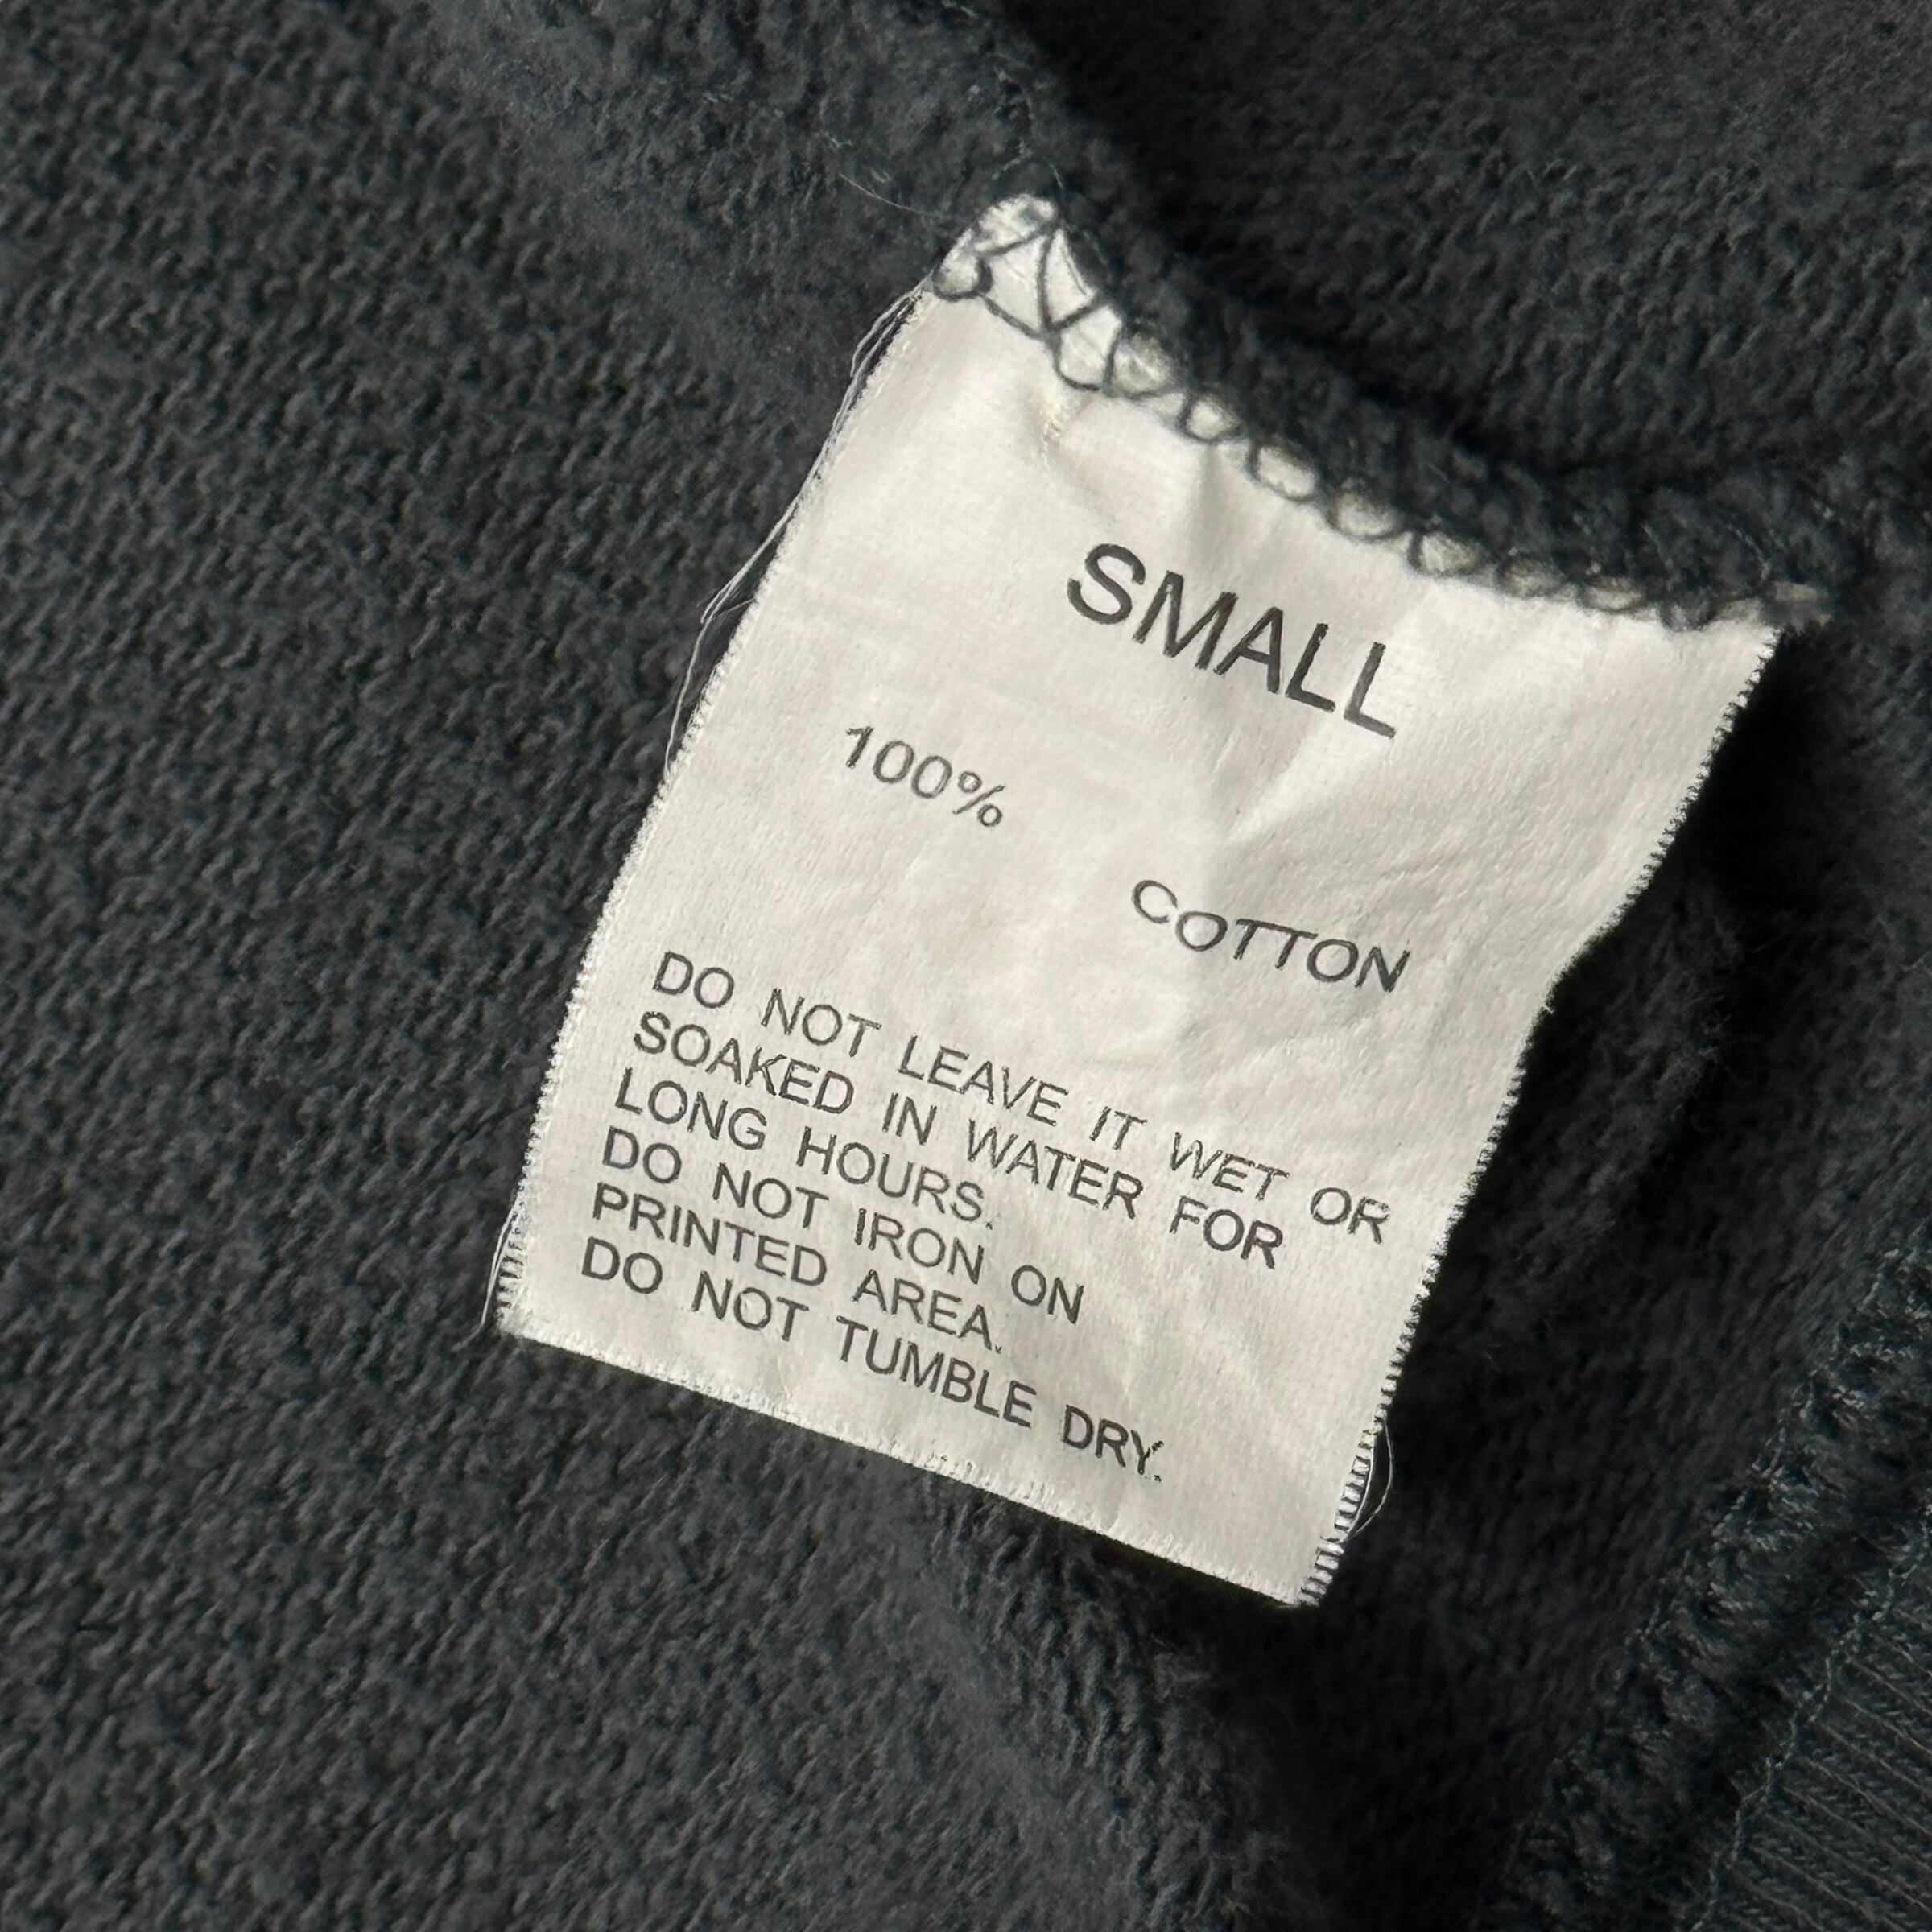 SMALL
100%
COTTON
DO NOT LEAVE IT WET OR
SOAKED IN WATER FOR
LONG HOURS.
DO NOT IRON ON
PRINTED AREA.
DO NOT TUMBLE DRY.